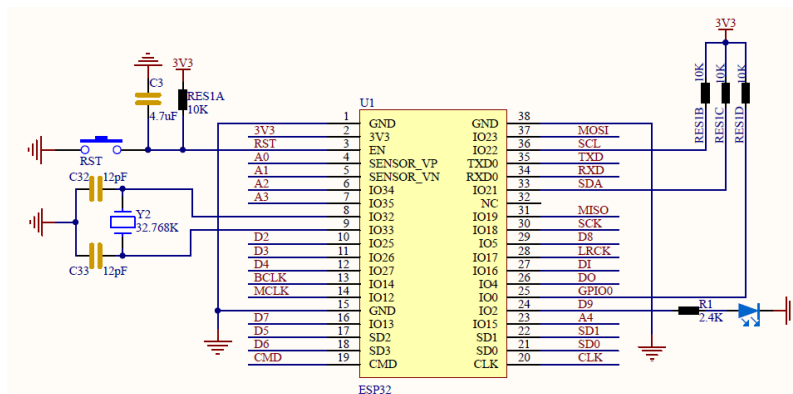 3V3
C3
3V3
4.7uF
RES1A
10K
10K
10K
10K
RES1B
RES1C
RES1D
RST
C32
12pF
Y2
32.768K
C33
12pF
U1
1 GND GND 38
3V3 2 3V3 IO23 37 MOSI
RST 3 EN IO22 36 SCL
A0 4 SENSOR_VP TXD0 35 TXD
A1 5 SENSOR_VN RXD0 34 RXD
A2 6 IO34 IO21 33 SDA
A3 7 IO35 NC 32
8 IO32 IO19 31 MISO
9 IO33 IO18 30 SCK
D2 10 IO25 IO5 29 D8
D3 11 IO26 IO17 28 LRCK
D4 12 IO27 IO16 27 DI
BCLK 13 IO14 IO4 26 DO
MCLK 14 IO12 IO0 25 GPIO0
15 GND IO2 24 D9
D7 16 IO13 IO15 23 A4
D5 17 SD2 SD1 22 SD1
D6 18 SD3 SD0 21 SD0
CMD 19 CMD CLK 20 CLK
R1
2.4K
ESP32